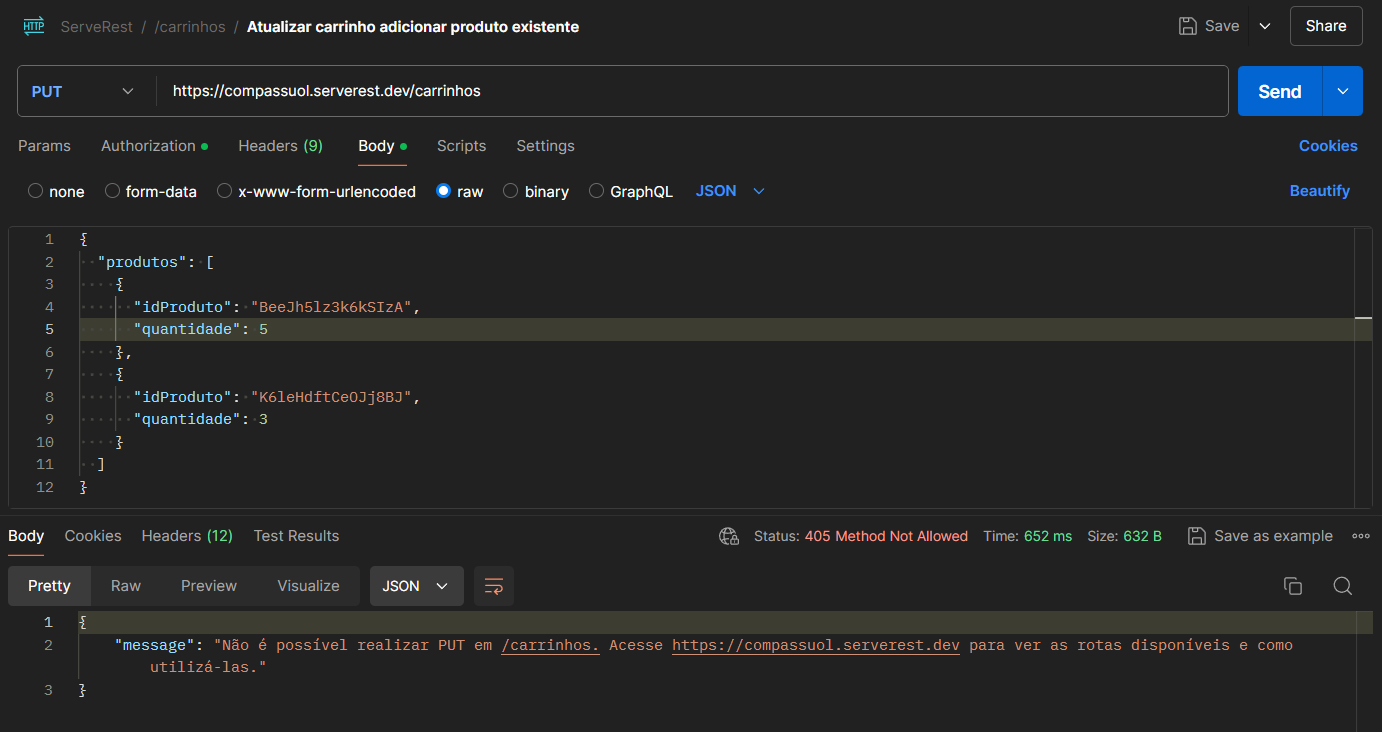 HTTP ServeRest / /carrinhos / Atualizar carrinho adicionar produto existente Save Share
PUT https://compassuol.serverest.dev/carrinhos Send
Params Authorization Headers (9) Body Scripts Settings Cookies
none form-data x-www-form-urlencoded raw binary GraphQL JSON Beautify
1 {
2 "produtos": [
3 {
4 "idProduto": "BeeJh5lz3k6kSIzA",
5 "quantidade": 5
6 },
7 {
8 "idProduto": "K6leHdftCeOJj8BJ",
9 "quantidade": 3
10 }
11 ]
12 }
Body Cookies Headers (12) Test Results Status: 405 Method Not Allowed Time: 652 ms Size: 632 B Save as example
Pretty Raw Preview Visualize JSON
1 {
2 "message": "Não é possível realizar PUT em /carrinhos. Acesse https://compassuol.serverest.dev para ver as rotas disponíveis e como
utilizá-las."
3 }